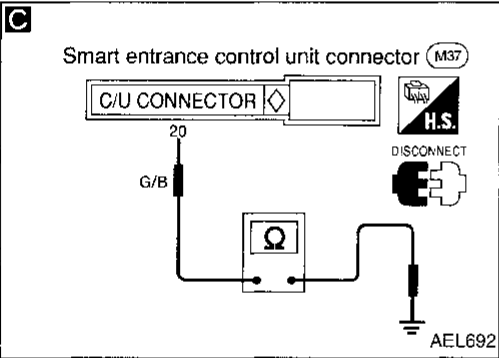 C
Smart entrance control unit connector M37
C/U CONNECTOR
H.S.
20
DISCONNECT
G/B
Ω
AEL692